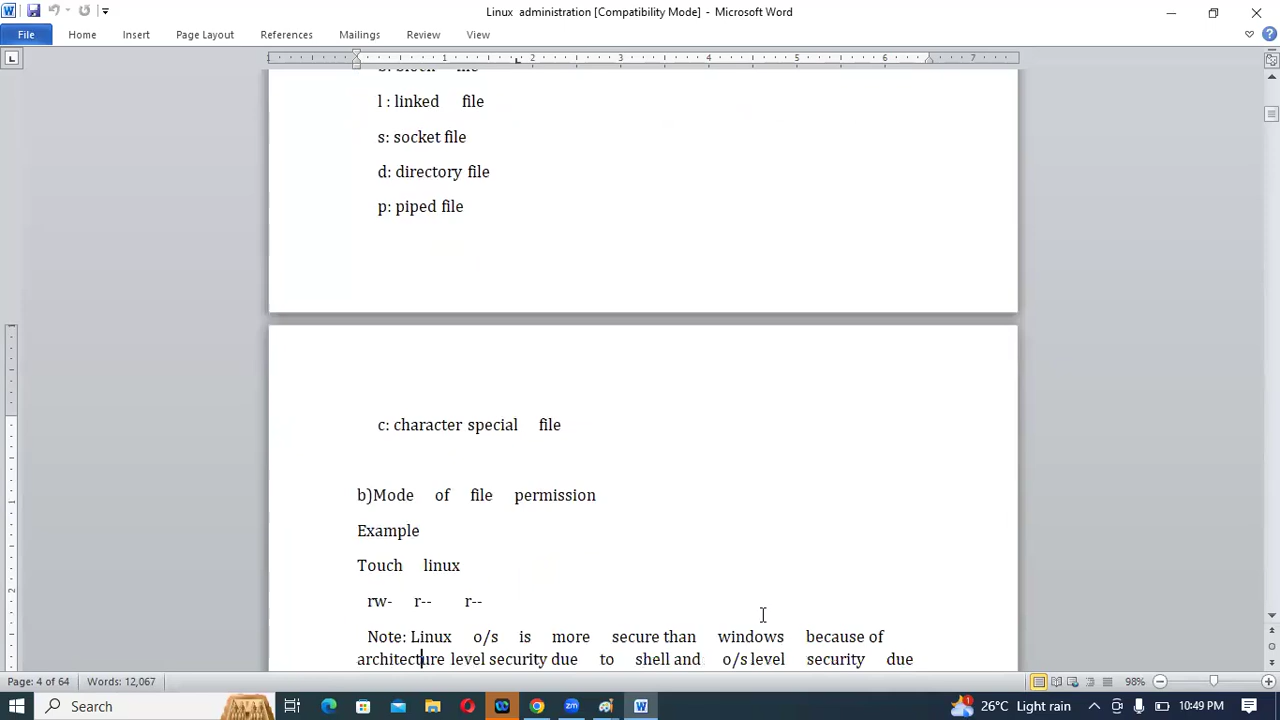 Linux administration [Compatibility Mode] - Microsoft Word
File Home Insert Page Layout References Mailings Review View
l : linked file
s: socket file
d: directory file
p: piped file
c: character special file
b)Mode of file permission
Example
Touch linux
rw- r-- r--
Note: Linux o/s is more secure than windows because of
architecture level security due to shell and o/s level security due
Page: 4 of 64 Words: 12,067 98%
Search 26°C Light rain 10:49 PM